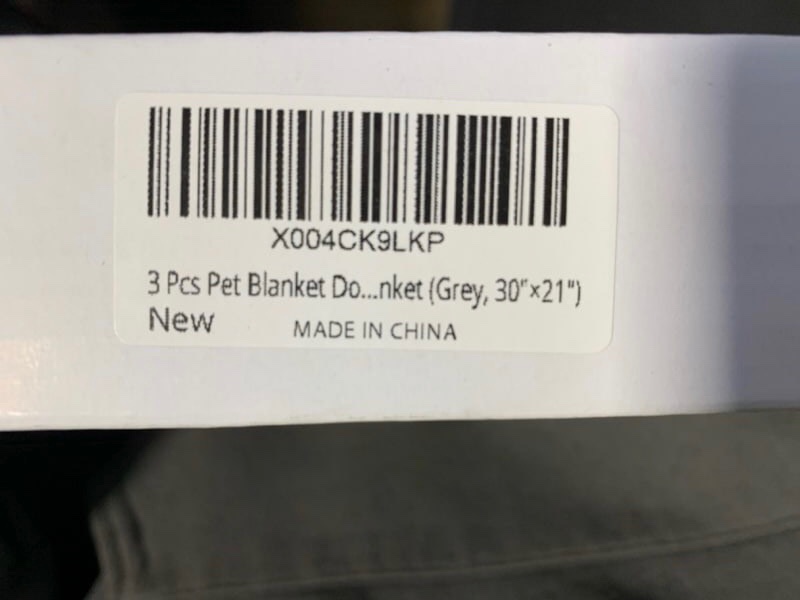 X004CK9LKP
3 Pcs Pet Blanket Do...nket (Grey, 30"×21")
New MADE IN CHINA